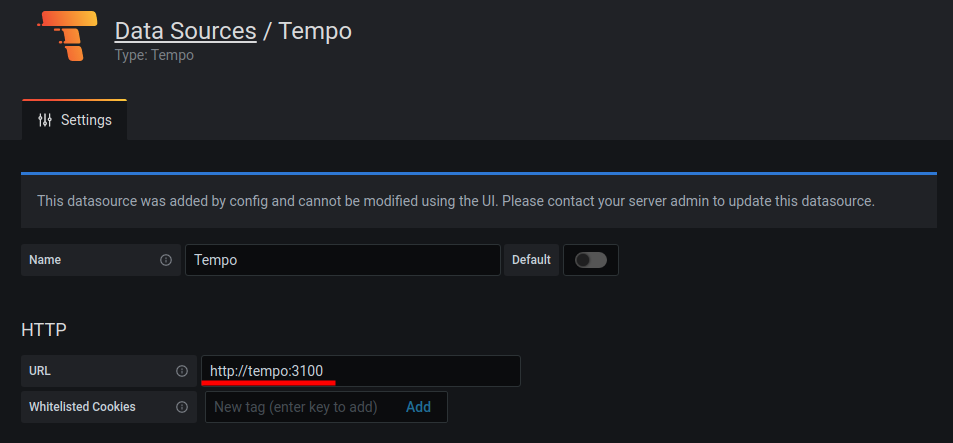 Data Sources / Tempo
Type: Tempo
Settings
This datasource was added by config and cannot be modified using the UI. Please contact your server admin to update this datasource.
Name Tempo Default
HTTP
URL http://tempo:3100
Whitelisted Cookies New tag (enter key to add) Add